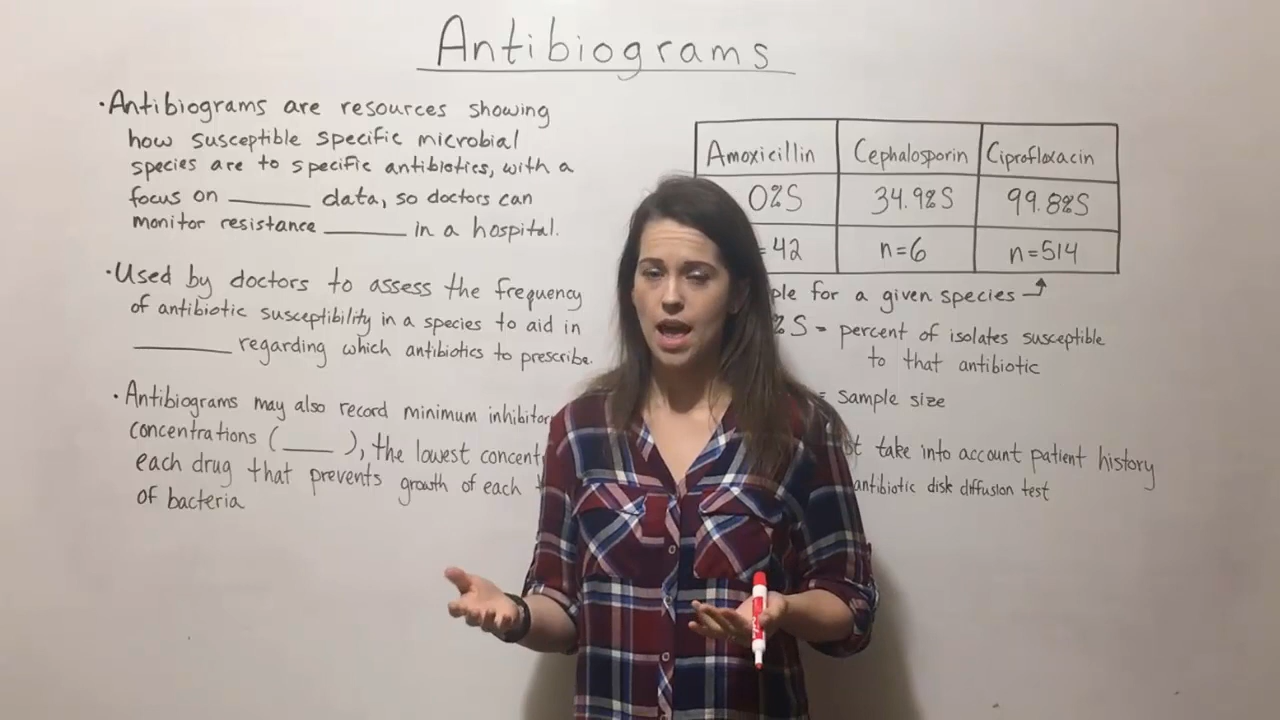 Antibiograms
·Antibiograms are resources showing
how susceptible specific microbial
species are to specific antibiotics, with a
focus on ______ data, so doctors can
monitor resistance ______ in a hospital.
·Used by doctors to assess the frequency
of antibiotic susceptibility in a species to aid in
______ regarding which antibiotics to prescribe.
·Antibiograms may also record minimum inhibitor
concentrations (____), the lowest concent
each drug that prevents growth of each
of bacteria
Amoxicillin Cephalosporin Ciprofloxacin
0%S 34.9%S 99.8%S
= 42 n=6 n=514
ple for a given species
% S = percent of isolates susceptible
to that antibiotic
= sample size
take into account patient history
antibiotic disk diffusion test